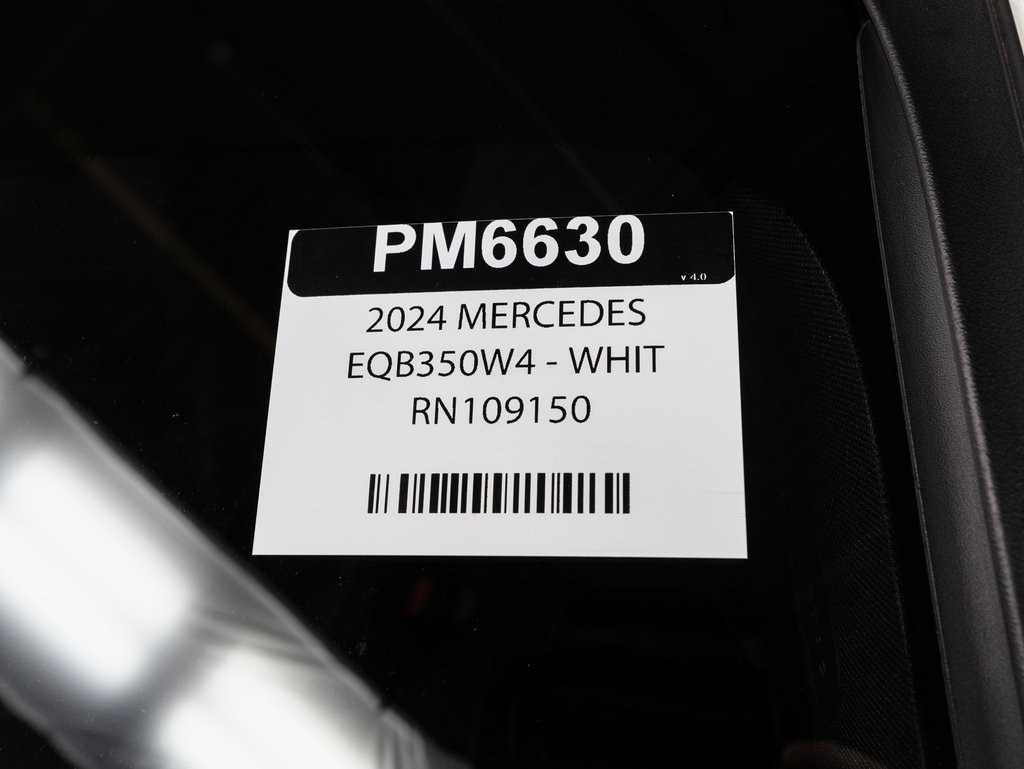 PM6630
v 4.0
2024 MERCEDES
EQB350W4 - WHIT
RN109150